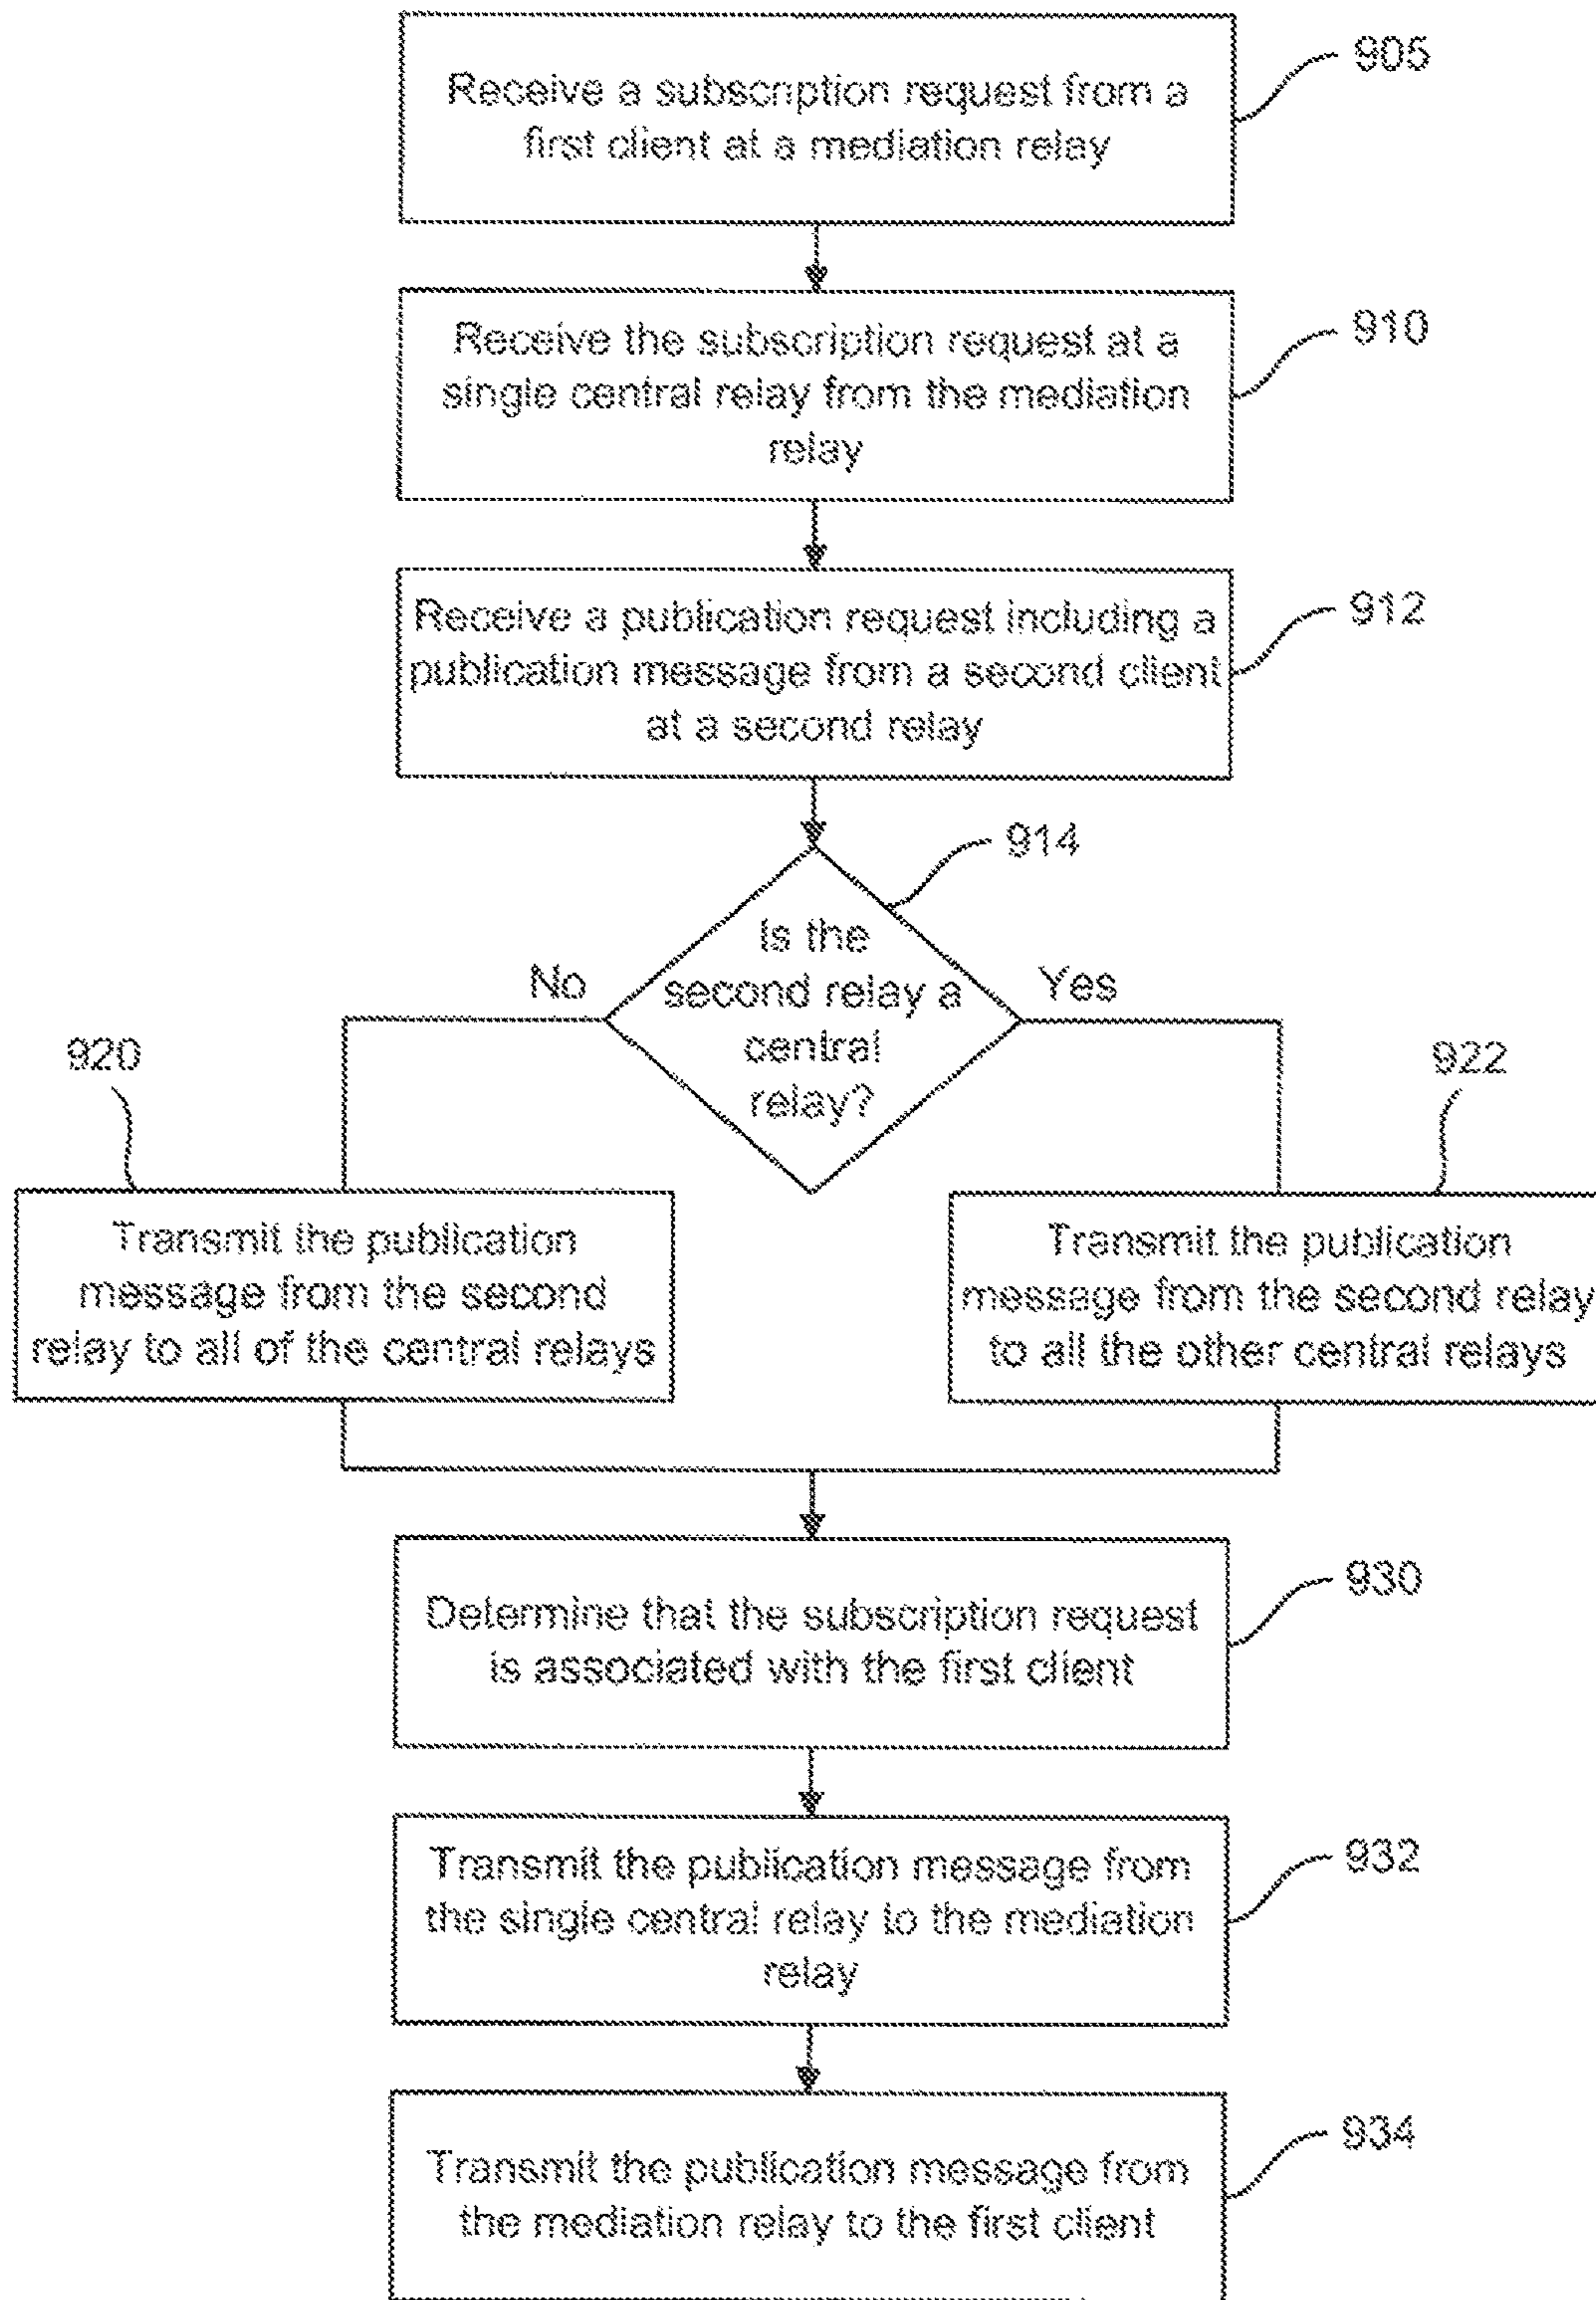 Receive a subscription request from a
first client at a mediation relay
905
Receive the subscription request at a
single central relay from the mediation
relay
910
Receive a publication request including a
publication message from a second client
at a second relay
912
914
Is the
second relay a
central
relay?
No
Yes
920
922
Transmit the publication
message from the second
relay to all of the central relays
Transmit the publication
message from the second relay
to all the other central relays
Determine that the subscription request
is associated with the first client
930
Transmit the publication message from
the single central relay to the mediation
relay
932
Transmit the publication message from
the mediation relay to the first client
934